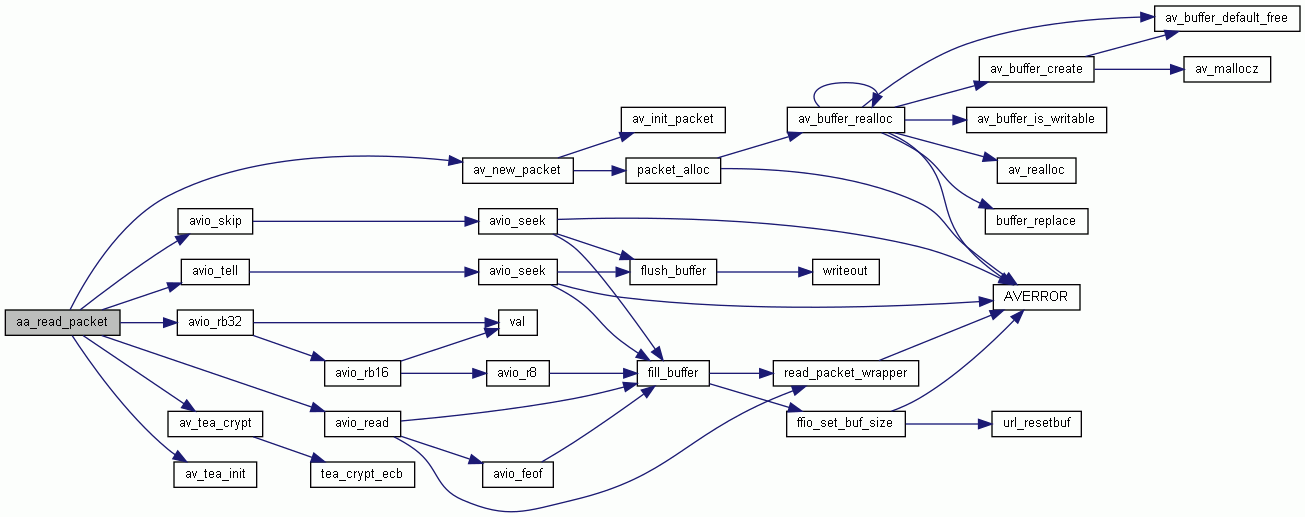 av_buffer_default_free
av_buffer_create
av_mallocz
av_init_packet
av_buffer_realloc
av_buffer_is_writable
av_new_packet
packet_alloc
av_realloc
avio_skip
avio_seek
buffer_replace
avio_tell
avio_seek
flush_buffer
writeout
AVERROR
aa_read_packet
avio_rb32
val
avio_rb16
avio_r8
fill_buffer
read_packet_wrapper
av_tea_crypt
avio_read
ffio_set_buf_size
url_resetbuf
av_tea_init
tea_crypt_ecb
avio_feof